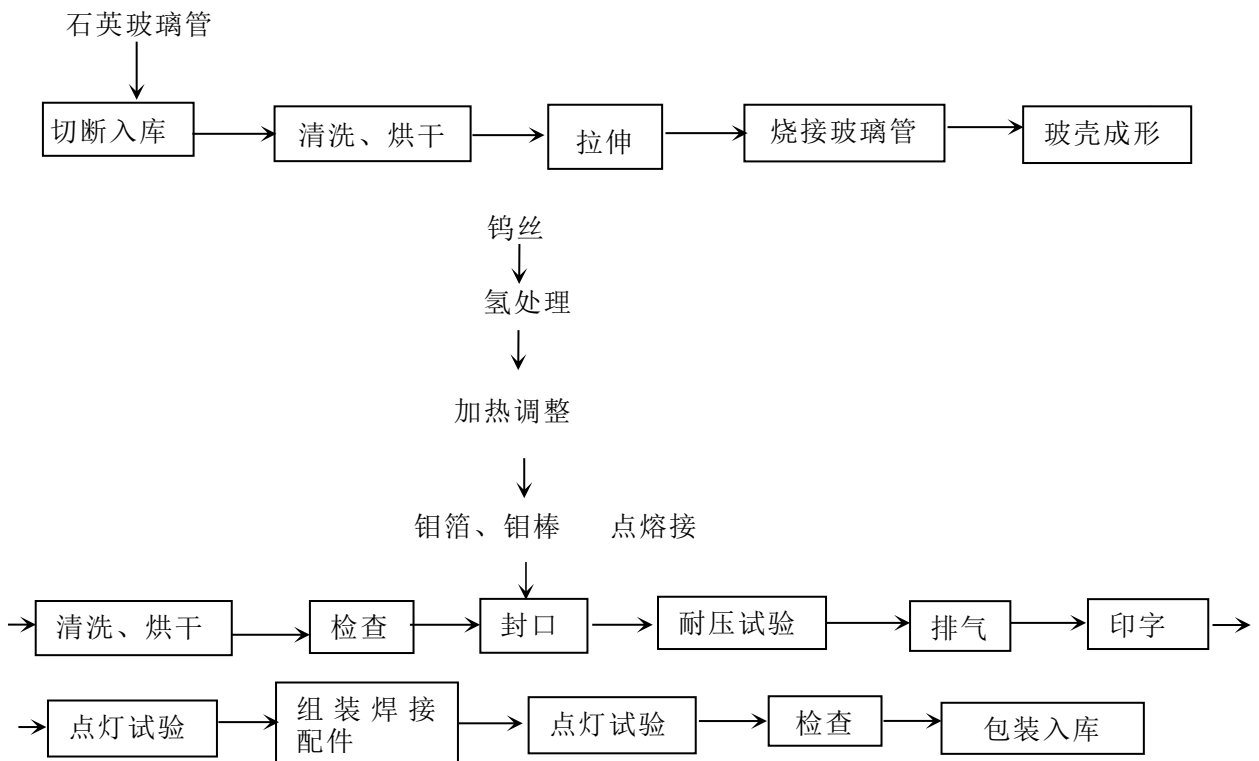 石英玻璃管
切断入库
清洗、烘干
拉伸
烧接玻璃管
玻壳成形
钨丝
氢处理
加热调整
钼箔、钼棒 点熔接
清洗、烘干
检查
封口
耐压试验
排气
印字
点灯试验
组装焊接
配件
点灯试验
检查
包装入库